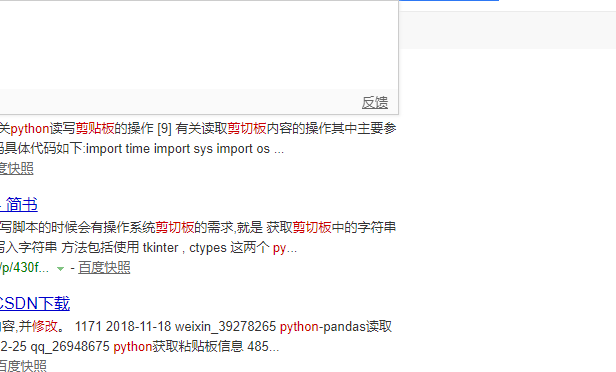 反馈
关python读写剪贴板的操作 [9] 有关读取剪切板内容的操作其中主要参
码具体代码如下:import time import sys import os ...
度快照
- 简书
写脚本的时候会有操作系统剪切板的需求,就是 获取剪切板中的字符串
写入字符串 方法包括使用 tkinter , ctypes 这两个 py...
/p/430f... - 百度快照
CSDN下载
内容,并修改。 1171 2018-11-18 weixin_39278265 python-pandas读取
2-25 qq_26948675 python获取粘贴板信息 485...
百度快照